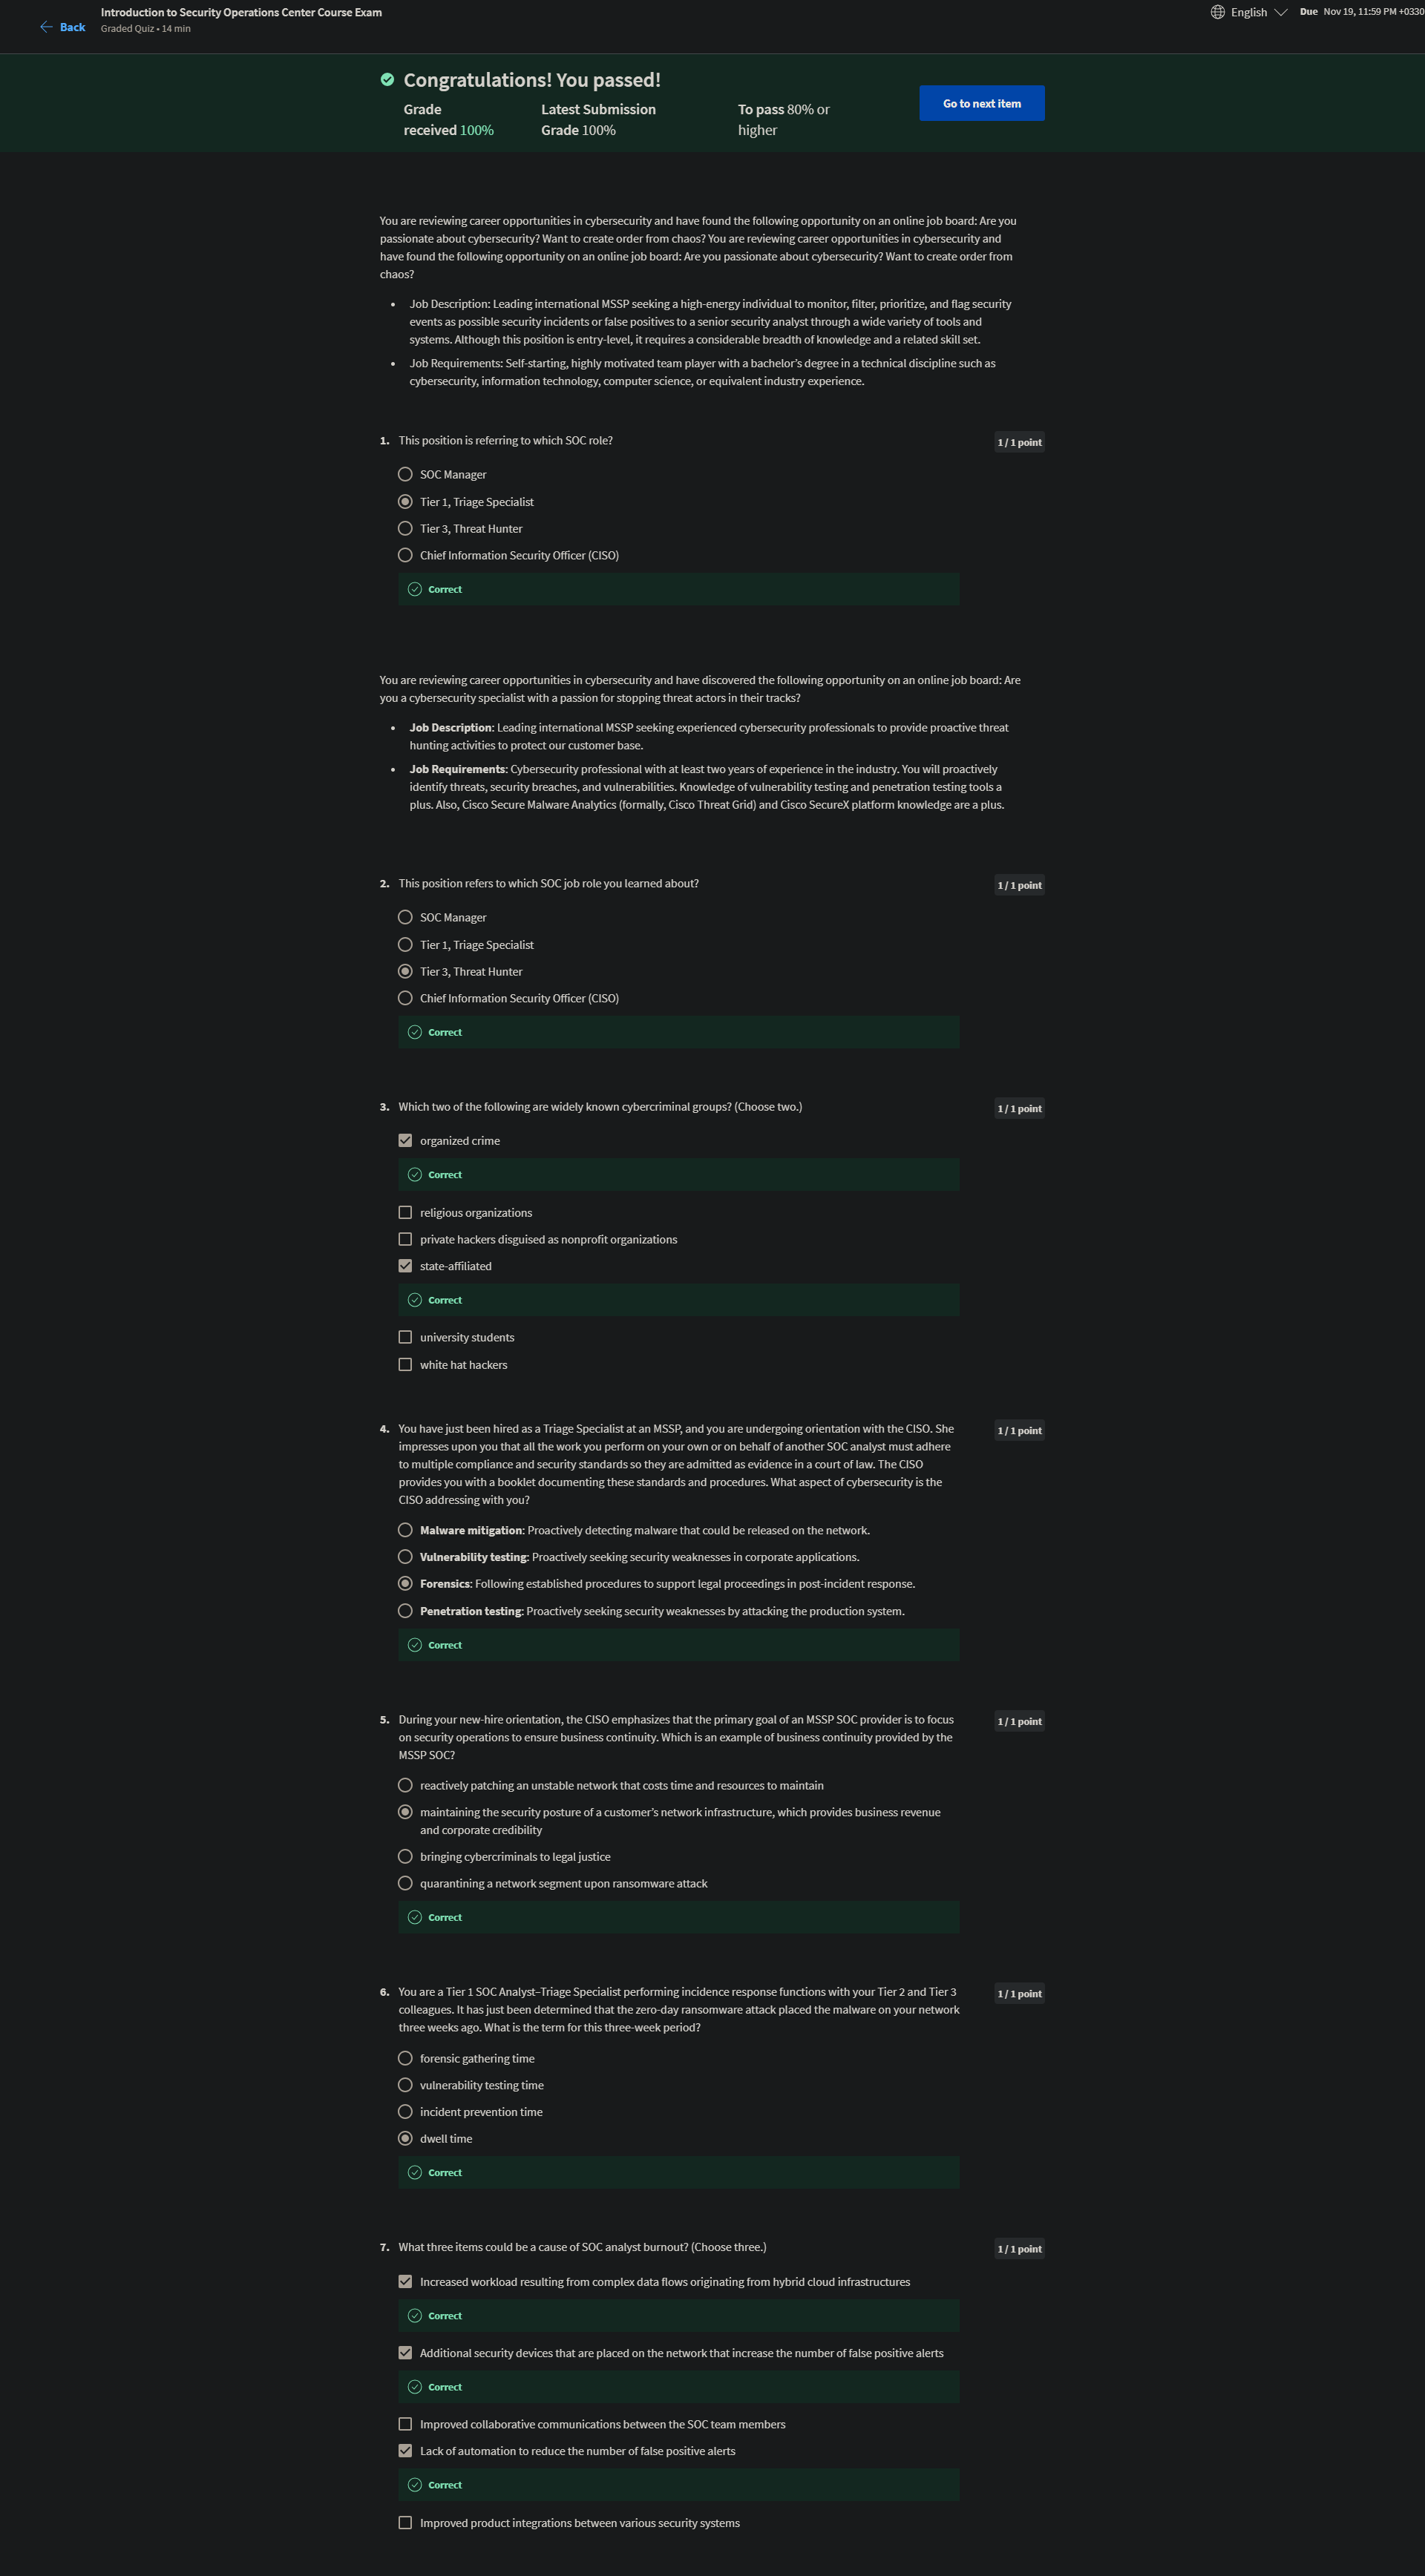 Back
Introduction to Security Operations Center Course Exam
Graded Quiz • 14 min
English
Due Nov 19, 11:59 PM +0330
Congratulations! You passed!
Grade
received 100%
Latest Submission
Grade 100%
To pass 80% or
higher
Go to next item
You are reviewing career opportunities in cybersecurity and have found the following opportunity on an online job board: Are you
passionate about cybersecurity? Want to create order from chaos? You are reviewing career opportunities in cybersecurity and
have found the following opportunity on an online job board: Are you passionate about cybersecurity? Want to create order from
chaos?
• Job Description: Leading international MSSP seeking a high-energy individual to monitor, filter, prioritize, and flag security
events as possible security incidents or false positives to a senior security analyst through a wide variety of tools and
systems. Although this position is entry-level, it requires a considerable breadth of knowledge and a related skill set.
• Job Requirements: Self-starting, highly motivated team player with a bachelor's degree in a technical discipline such as
cybersecurity, information technology, computer science, or equivalent industry experience.
1. This position is referring to which SOC role?
1 / 1 point
SOC Manager
Tier 1, Triage Specialist
Tier 3, Threat Hunter
Chief Information Security Officer (CISO)
Correct
You are reviewing career opportunities in cybersecurity and have discovered the following opportunity on an online job board: Are
you a cybersecurity specialist with a passion for stopping threat actors in their tracks?
• Job Description: Leading international MSSP seeking experienced cybersecurity professionals to provide proactive threat
hunting activities to protect our customer base.
• Job Requirements: Cybersecurity professional with at least two years of experience in the industry. You will proactively
identify threats, security breaches, and vulnerabilities. Knowledge of vulnerability testing and penetration testing tools a
plus. Also, Cisco Secure Malware Analytics (formally, Cisco Threat Grid) and Cisco SecureX platform knowledge are a plus.
2. This position refers to which SOC job role you learned about?
1 / 1 point
SOC Manager
Tier 1, Triage Specialist
Tier 3, Threat Hunter
Chief Information Security Officer (CISO)
Correct
3. Which two of the following are widely known cybercriminal groups? (Choose two.)
1 / 1 point
organized crime
Correct
religious organizations
private hackers disguised as nonprofit organizations
state-affiliated
Correct
university students
white hat hackers
4. You have just been hired as a Triage Specialist at an MSSP, and you are undergoing orientation with the CISO. She
1 / 1 point
impresses upon you that all the work you perform on your own or on behalf of another SOC analyst must adhere
to multiple compliance and security standards so they are admitted as evidence in a court of law. The CISO
provides you with a booklet documenting these standards and procedures. What aspect of cybersecurity is the
CISO addressing with you?
Malware mitigation: Proactively detecting malware that could be released on the network.
Vulnerability testing: Proactively seeking security weaknesses in corporate applications.
Forensics: Following established procedures to support legal proceedings in post-incident response.
Penetration testing: Proactively seeking security weaknesses by attacking the production system.
Correct
5. During your new-hire orientation, the CISO emphasizes that the primary goal of an MSSP SOC provider is to focus
1 / 1 point
on security operations to ensure business continuity. Which is an example of business continuity provided by the
MSSP SOC?
reactively patching an unstable network that costs time and resources to maintain
maintaining the security posture of a customer's network infrastructure, which provides business revenue
and corporate credibility
bringing cybercriminals to legal justice
quarantining a network segment upon ransomware attack
Correct
6. You are a Tier 1 SOC Analyst–Triage Specialist performing incidence response functions with your Tier 2 and Tier 3
1 / 1 point
colleagues. It has just been determined that the zero-day ransomware attack placed the malware on your network
three weeks ago. What is the term for this three-week period?
forensic gathering time
vulnerability testing time
incident prevention time
dwell time
Correct
7. What three items could be a cause of SOC analyst burnout? (Choose three.)
1 / 1 point
Increased workload resulting from complex data flows originating from hybrid cloud infrastructures
Correct
Additional security devices that are placed on the network that increase the number of false positive alerts
Correct
Improved collaborative communications between the SOC team members
Lack of automation to reduce the number of false positive alerts
Correct
Improved product integrations between various security systems